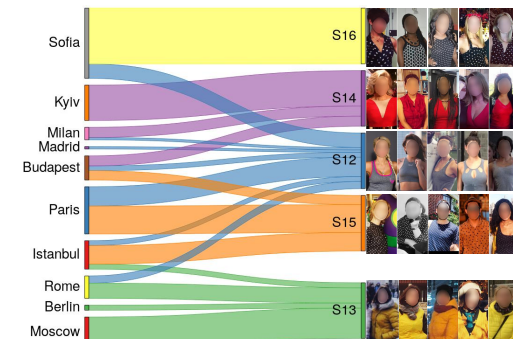 Sofia
S16
Kyiv
S14
Milan
Madrid
S12
Budapest
Paris
S15
Istanbul
Rome
Berlin
S13
Moscow